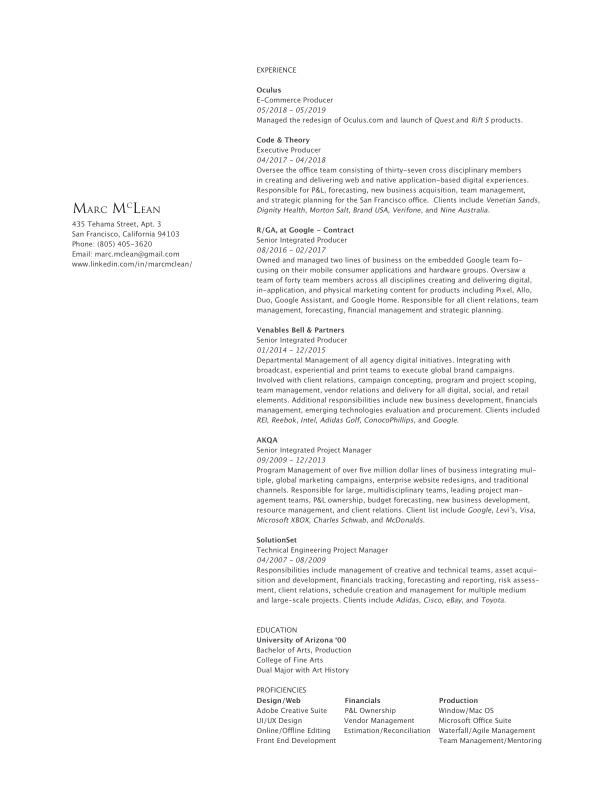 Marc McLean
435 Tehama Street, Apt. 3
San Francisco, California 94103
Phone: (805) 405-3620
Email: marc.mclean@gmail.com
www.linkedin.com/in/marcmclean/
EXPERIENCE
Oculus
E-Commerce Producer
05/2018 - 05/2019
Managed the redesign of Oculus.com and launch of Quest and Rift S products.
Code & Theory
Executive Producer
04/2017 - 04/2018
Oversee the office team consisting of thirty-seven cross disciplinary members
in creating and delivering web and native application-based digital experiences.
Responsible for P&L, forecasting, new business acquisition, team management,
and strategic planning for the San Francisco office.  Clients include Venetian Sands,
Dignity Health, Morton Salt, Brand USA, Verifone, and Nine Australia.
R/GA, at Google - Contract
Senior Integrated Producer
08/2016 - 02/2017
Owned and managed two lines of business on the embedded Google team fo-
cusing on their mobile consumer applications and hardware groups. Oversaw a
team of forty team members across all disciplines creating and delivering digital,
in-application, and physical marketing content for products including Pixel, Allo,
Duo, Google Assistant, and Google Home. Responsible for all client relations, team
management, forecasting, financial management and strategic planning.
Venables Bell & Partners
Senior Integrated Producer
01/2014 - 12/2015
Departmental Management of all agency digital initiatives. Integrating with
broadcast, experiential and print teams to execute global brand campaigns.
Involved with client relations, campaign concepting, program and project scoping,
team management, vendor relations and delivery for all digital, social, and retail
elements. Additional responsibilities include new business development, financials
management, emerging technologies evaluation and procurement. Clients included
REI, Reebok, Intel, Adidas Golf, ConocoPhillips, and Google.
AKQA
Senior Integrated Project Manager
09/2009 - 12/2013
Program Management of over five million dollar lines of business integrating mul-
tiple, global marketing campaigns, enterprise website redesigns, and traditional
channels. Responsible for large, multidisciplinary teams, leading project man-
agement teams, P&L ownership, budget forecasting, new business development,
resource management, and client relations. Client list include Google, Levi's, Visa,
Microsoft XBOX, Charles Schwab, and McDonalds.
SolutionSet
Technical Engineering Project Manager
04/2007 - 08/2009
Responsibilities include management of creative and technical teams, asset acqui-
sition and development, financials tracking, forecasting and reporting, risk assess-
ment, client relations, schedule creation and management for multiple medium
and large-scale projects. Clients include Adidas, Cisco, eBay, and Toyota.
EDUCATION
University of Arizona '00
Bachelor of Arts, Production
College of Fine Arts
Dual Major with Art History
PROFICIENCIES
Design/Web Financials Production
Adobe Creative Suite P&L Ownership Window/Mac OS
UI/UX Design Vendor Management Microsoft Office Suite
Online/Offline Editing Estimation/Reconciliation Waterfall/Agile Management
Front End Development Team Management/Mentoring